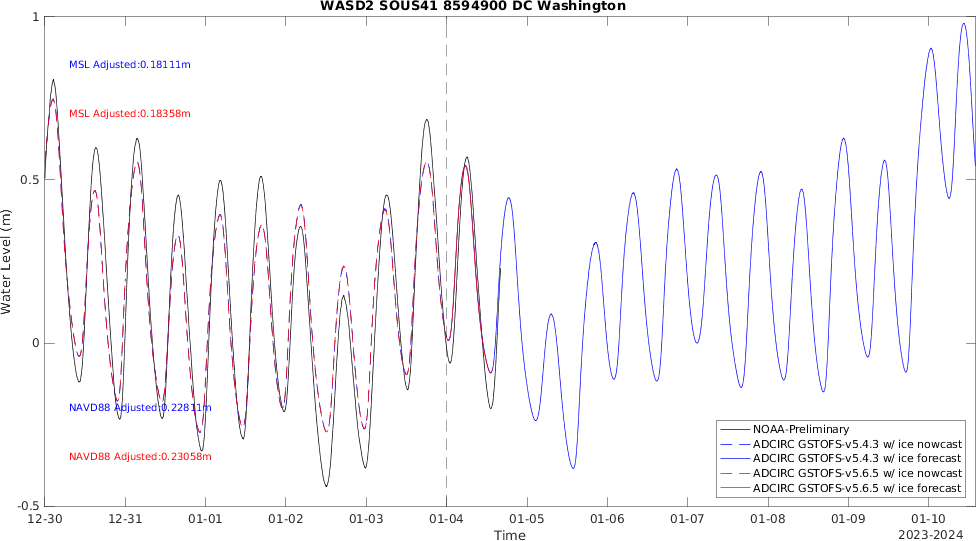 WASD2 SOUS41 8594900 DC Washington
1
MSL Adjusted:0.18111m
MSL Adjusted:0.18358m
0.5
Water Level (m)
0
NAVD88 Adjusted:0.22811m
NAVD88 Adjusted:0.23058m
-0.5
NOAA-Preliminary
ADCIRC GSTOFS-v5.4.3 w/ ice nowcast
ADCIRC GSTOFS-v5.4.3 w/ ice forecast
ADCIRC GSTOFS-v5.6.5 w/ ice nowcast
ADCIRC GSTOFS-v5.6.5 w/ ice forecast
12-30 12-31 01-01 01-02 01-03 01-04 01-05 01-06 01-07 01-08 01-09 01-10
Time
2023-2024